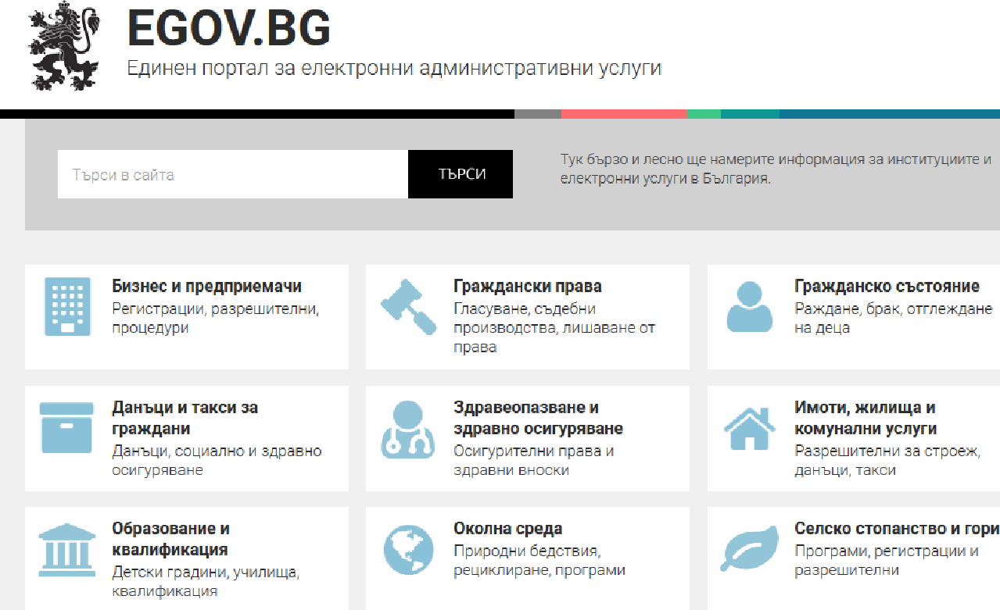 EGOV.BG
Единен портал за електронни административни услуги
Търси в сайта
ТЪРСИ
Тук бързо и лесно ще намерите информация за институциите и
електронни услуги в България.
Бизнес и предприемачи
Регистрации, разрешителни,
процедури
Граждански права
Гласуване, съдебни
производства, лишаване от
права
Гражданско състояние
Раждане, брак, отглеждане
на деца
Данъци и такси за
граждани
Данъци, социално и здравно
осигуряване
Здравеопазване и
здравно осигуряване
Осигурителни права и
здравни вноски
Имоти, жилища и
комунални услуги
Разрешителни за строеж,
данъци, такси
Образование и
квалификация
Детски градини, училища,
квалификация
Околна среда
Природни бедствия,
рециклиране, програми
Селско стопанство и гори
Програми, регистрации и
разрешителни